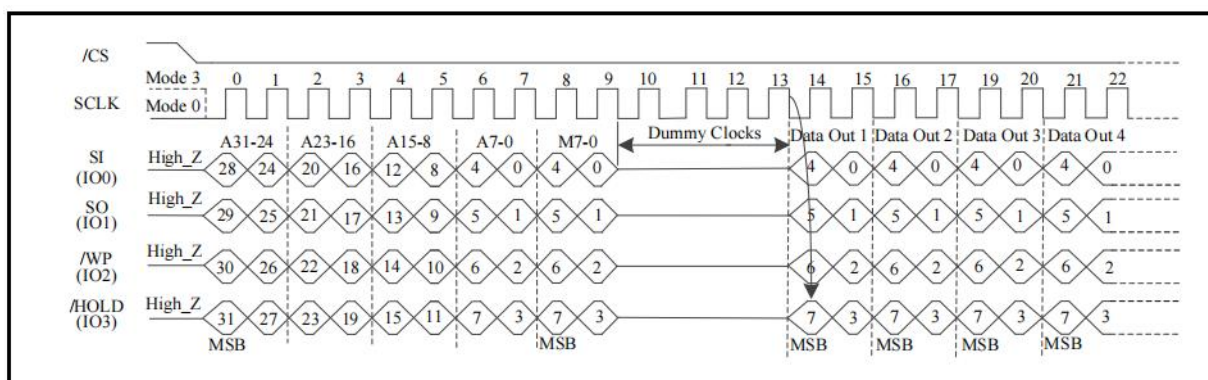 /CS
Mode 3 0 1 2 3 4 5 6 7 8 9 10 11 12 13 14 15 16 17 19 20 21 22
SCLK Mode 0
Dummy Clocks
A31-24 A23-16 A15-8 A7-0 M7-0 Data Out 1 Data Out 2 Data Out 3 Data Out 4
SI (IO0) High_Z 28 24 20 16 12 8 4 0 4 0 4 0 4 0 4 0 4 0
SO (IO1) High_Z 29 25 21 17 13 9 5 1 5 1 5 1 5 1 5 1 5 1
/WP (IO2) High_Z 30 26 22 18 14 10 6 2 6 2 6 2 6 2 6 2 6 2
/HOLD (IO3) High_Z 31 27 23 19 15 11 7 3 7 3 7 3 7 3 7 3 7 3
MSB MSB MSB MSB MSB MSB